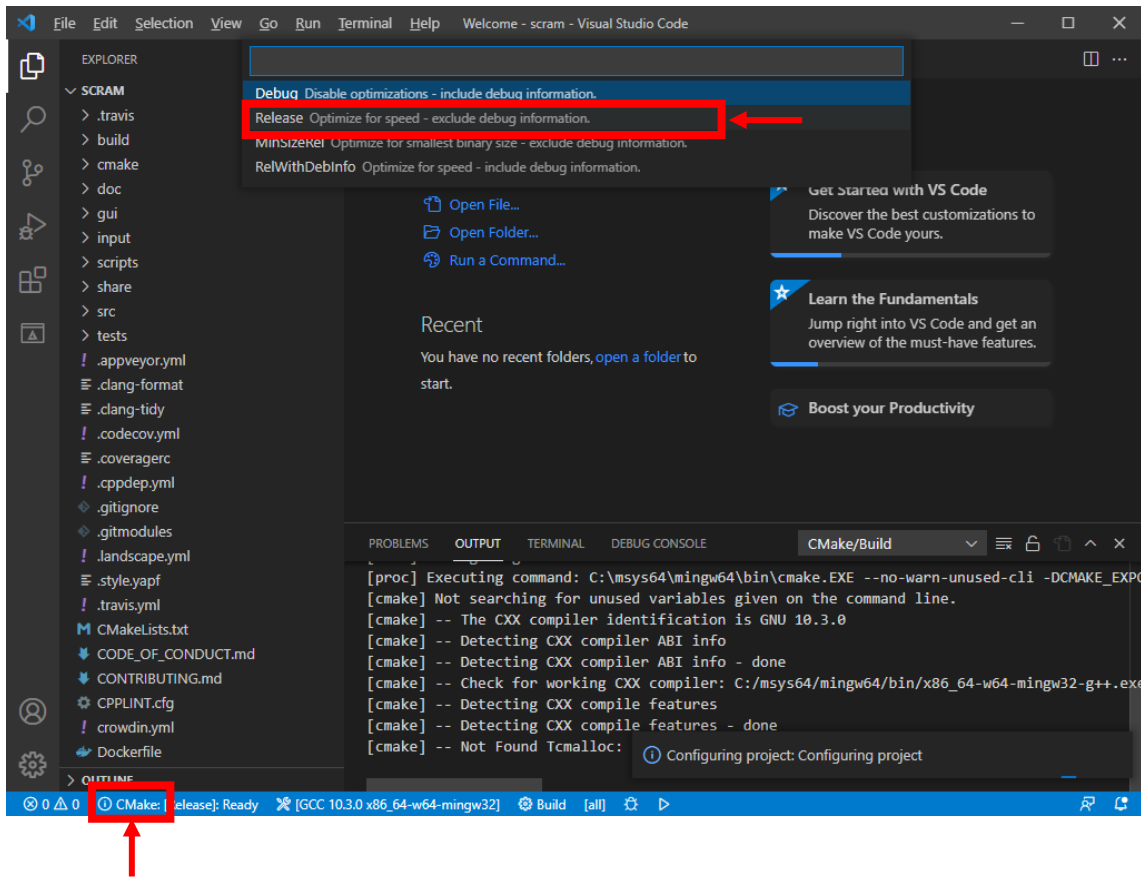 File Edit Selection View Go Run Terminal Help Welcome - scram - Visual Studio Code
EXPLORER
SCRAM
.travis
build
cmake
doc
gui
input
scripts
share
src
tests
.appveyor.yml
.clang-format
.clang-tidy
.codecov.yml
.coveragerc
.cppdep.yml
.gitignore
.gitmodules
.landscape.yml
.style.yapf
.travis.yml
CMakeLists.txt
CODE_OF_CONDUCT.md
CONTRIBUTING.md
CPPLINT.cfg
crowdin.yml
Dockerfile
OUTLINE
Debug Disable optimizations - include debug information.
Release Optimize for speed - exclude debug information.
MinSizeRel Optimize for smallest binary size - exclude debug information.
RelWithDebInfo Optimize for speed - include debug information.
Open File...
Open Folder...
Run a Command...
Recent
You have no recent folders, open a folder to
start.
Get Started with VS Code
Discover the best customizations to
make VS Code yours.
Learn the Fundamentals
Jump right into VS Code and get an
overview of the must-have features.
Boost your Productivity
PROBLEMS OUTPUT TERMINAL DEBUG CONSOLE CMake/Build
[proc] Executing command: C:\msys64\mingw64\bin\cmake.EXE --no-warn-unused-cli -DCMAKE_EXPO
[cmake] Not searching for unused variables given on the command line.
[cmake] -- The CXX compiler identification is GNU 10.3.0
[cmake] -- Detecting CXX compiler ABI info
[cmake] -- Detecting CXX compiler ABI info - done
[cmake] -- Check for working CXX compiler: C:/msys64/mingw64/bin/x86_64-w64-mingw32-g++.exe
[cmake] -- Detecting CXX compile features
[cmake] -- Detecting CXX compile features - done
[cmake] -- Not Found Tcmalloc:
Configuring project: Configuring project
0 0 CMake: [Release]: Ready [GCC 10.3.0 x86_64-w64-mingw32] Build [all]